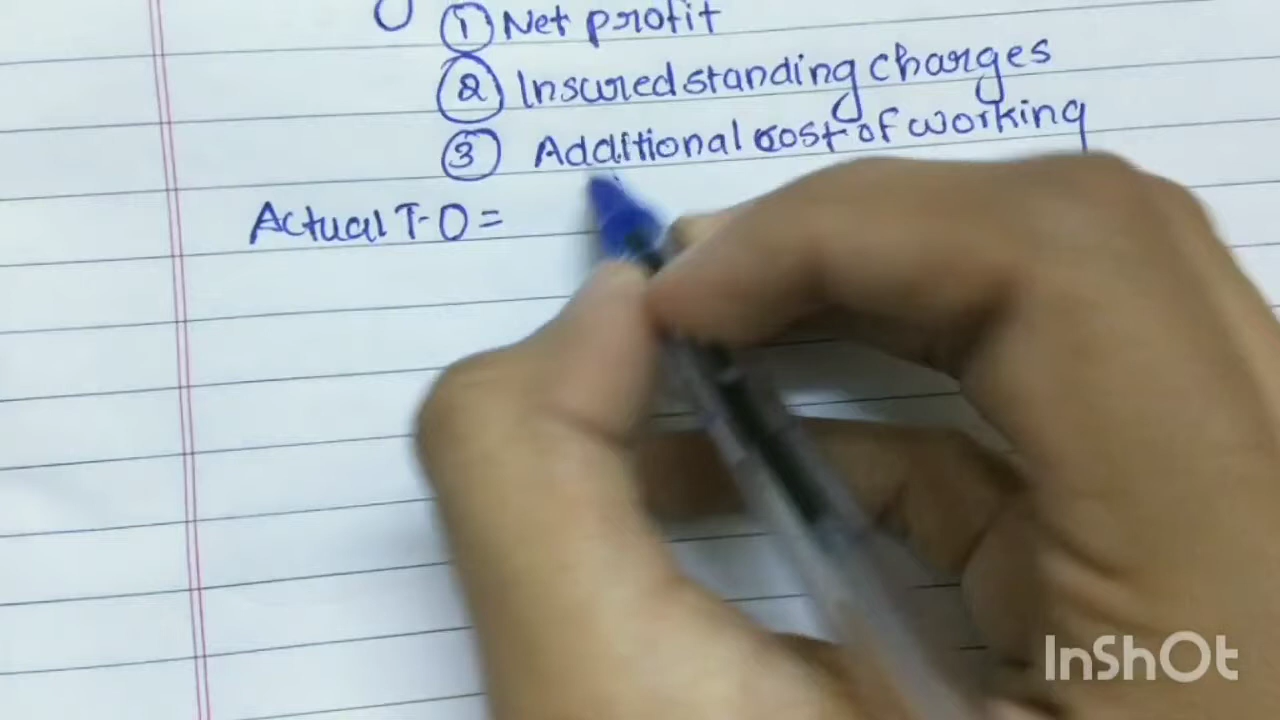 ① Net profit
② Insured standing charges
③ Additional cost of working
Actual T-O =
InShOt